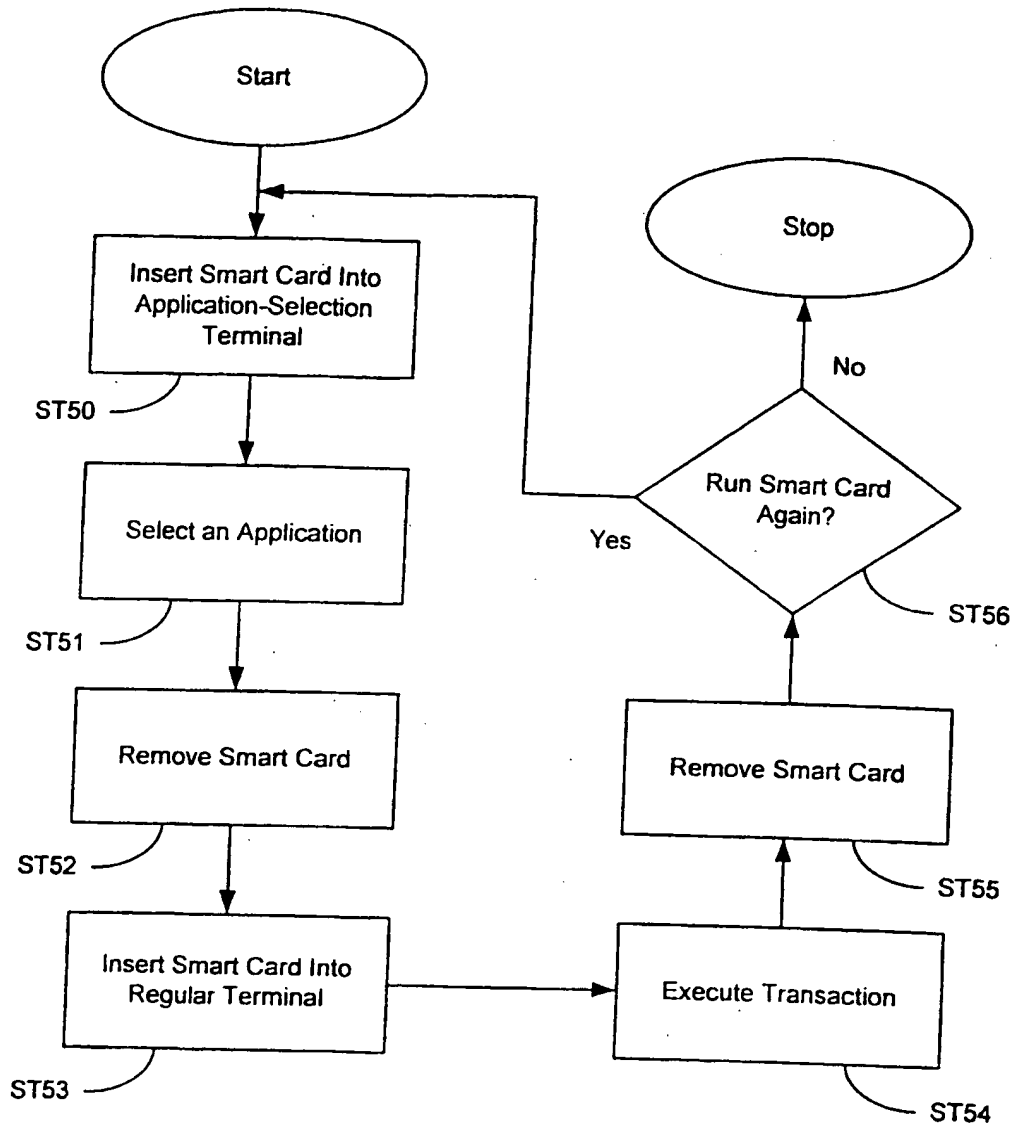 Start
Insert Smart Card Into
Application-Selection
Terminal
ST50
Select an Application
ST51
Remove Smart Card
ST52
Insert Smart Card Into
Regular Terminal
ST53
Execute Transaction
ST54
Remove Smart Card
ST55
Run Smart Card
Again?
ST56
Yes
No
Stop